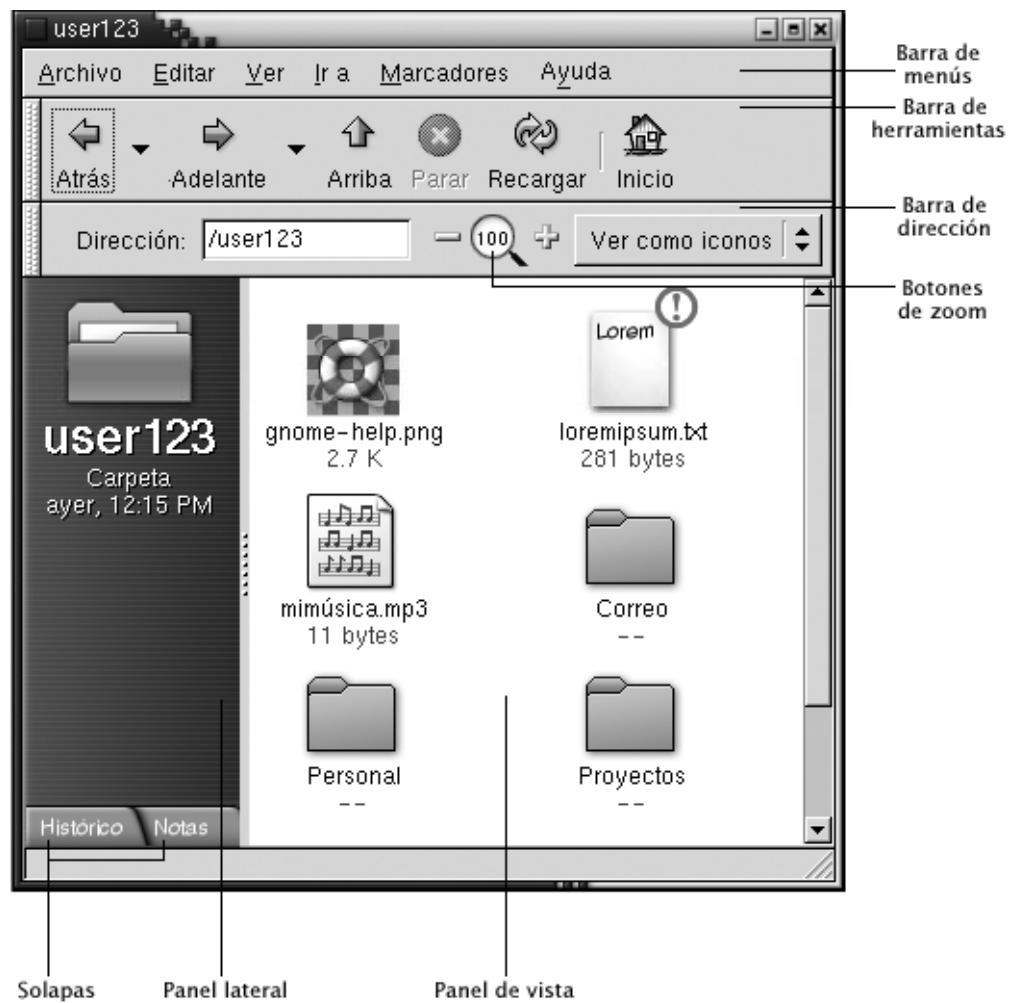 user123
Archivo Editar Ver Ir a Marcadores Ayuda
Barra de
menús
Barra de
herramientas
Atrás Adelante Arriba Parar Recargar Inicio
Barra de
dirección
Dirección: /user123 100 Ver como iconos
Botones
de zoom
Lorem
user123
Carpeta
ayer, 12:15 PM
gnome-help.png
2.7 K
loremipsum.txt
281 bytes
mimúsica.mp3
11 bytes
Correo
--
Personal
--
Proyectos
--
Histórico Notas
Solapas Panel lateral Panel de vista